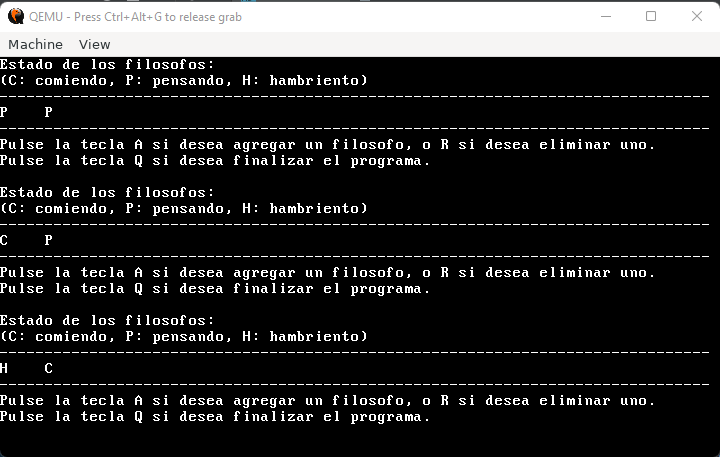 QEMU - Press Ctrl+Alt+G to release grab
Machine View
Estado de los filosofos:
(C: comiendo, P: pensando, H: hambriento)
-------------------------------------------------------------------------------
P    P
-------------------------------------------------------------------------------
Pulse la tecla A si desea agregar un filosofo, o R si desea eliminar uno.
Pulse la tecla Q si desea finalizar el programa.
Estado de los filosofos:
(C: comiendo, P: pensando, H: hambriento)
-------------------------------------------------------------------------------
C    P
-------------------------------------------------------------------------------
Pulse la tecla A si desea agregar un filosofo, o R si desea eliminar uno.
Pulse la tecla Q si desea finalizar el programa.
Estado de los filosofos:
(C: comiendo, P: pensando, H: hambriento)
-------------------------------------------------------------------------------
H    C
-------------------------------------------------------------------------------
Pulse la tecla A si desea agregar un filosofo, o R si desea eliminar uno.
Pulse la tecla Q si desea finalizar el programa.